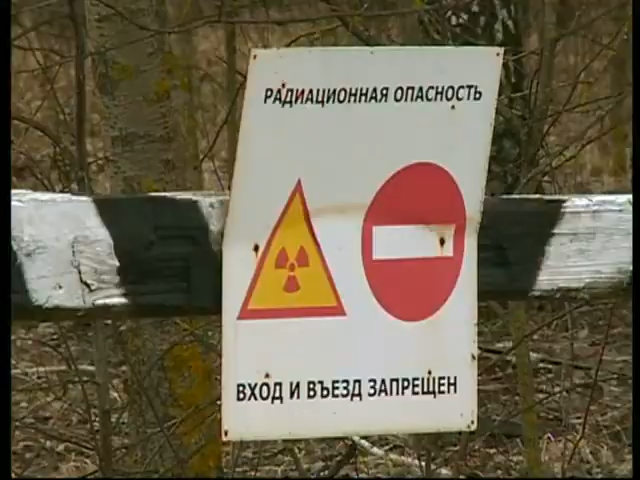 РАДИАЦИОННАЯ ОПАСНОСТЬ
ВХОД И ВЪЕЗД ЗАПРЕЩЕН